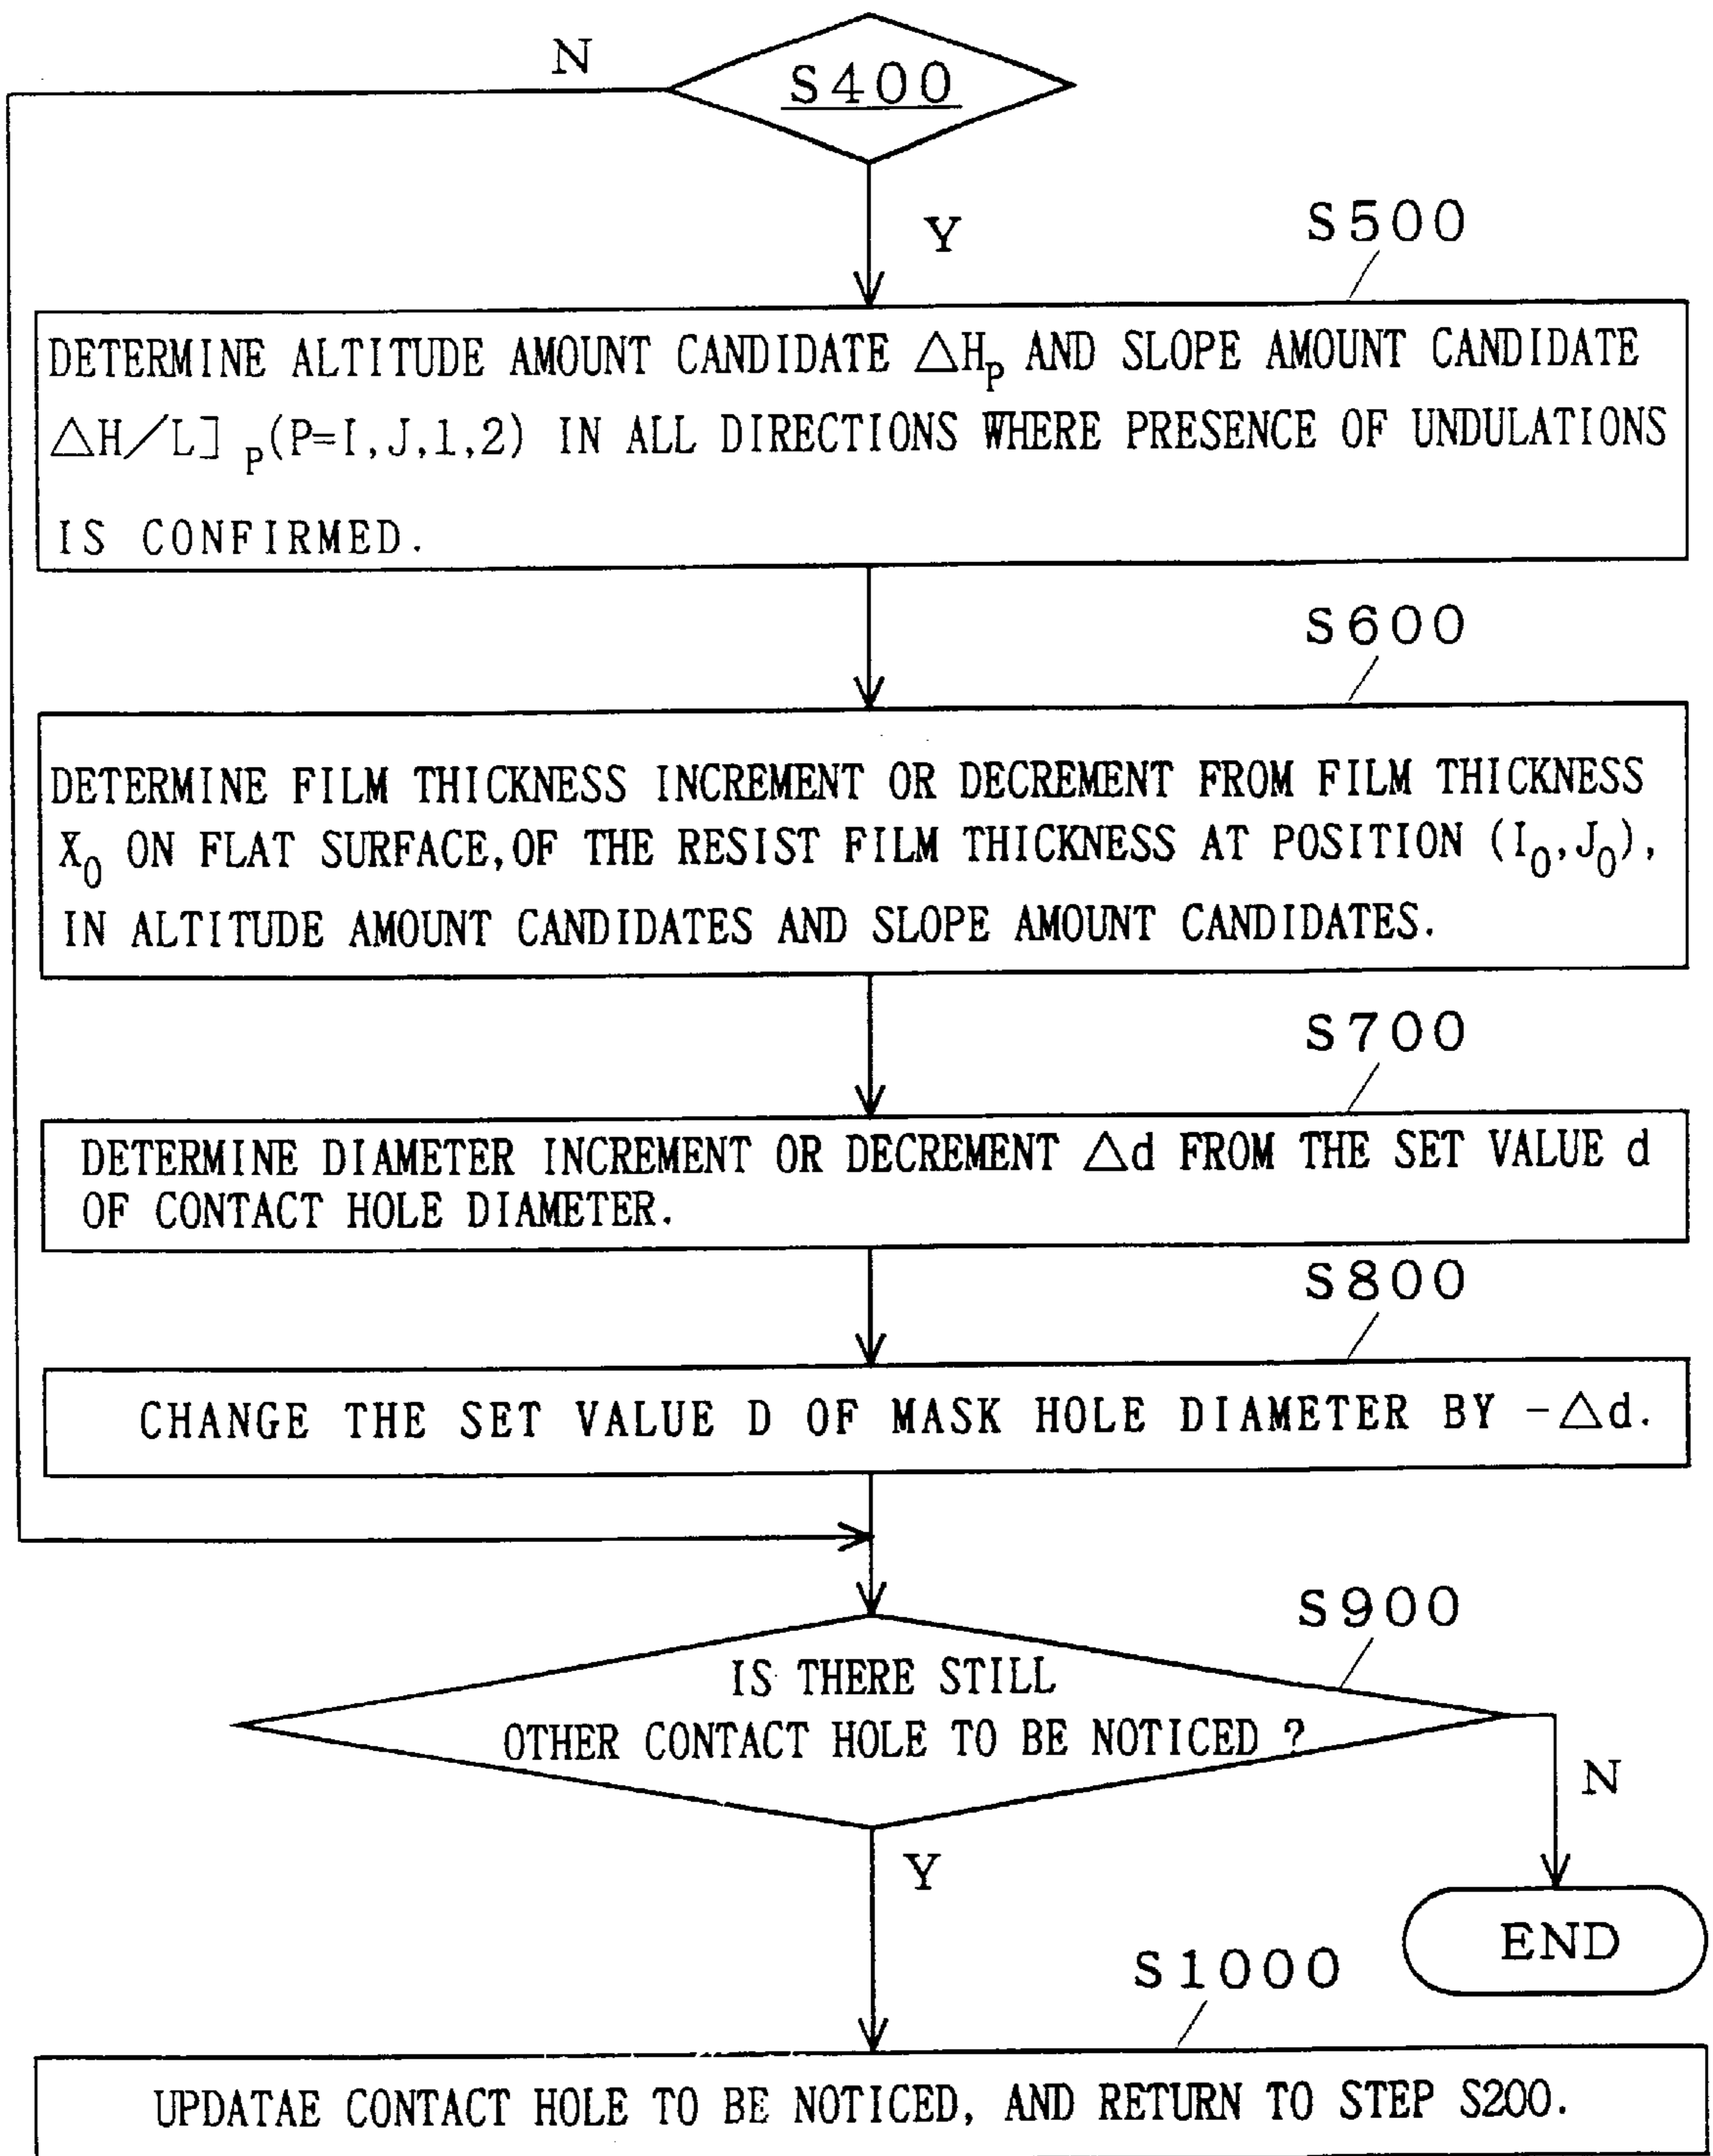 N
S400
Y
S500
DETERMINE ALTITUDE AMOUNT CANDIDATE △Hp AND SLOPE AMOUNT CANDIDATE
△H/L] p(P=I,J,1,2) IN ALL DIRECTIONS WHERE PRESENCE OF UNDULATIONS
IS CONFIRMED.
S600
DETERMINE FILM THICKNESS INCREMENT OR DECREMENT FROM FILM THICKNESS
X0 ON FLAT SURFACE,OF THE RESIST FILM THICKNESS AT POSITION (I0,J0),
IN ALTITUDE AMOUNT CANDIDATES AND SLOPE AMOUNT CANDIDATES.
S700
DETERMINE DIAMETER INCREMENT OR DECREMENT △d FROM THE SET VALUE d
OF CONTACT HOLE DIAMETER.
S800
CHANGE THE SET VALUE D OF MASK HOLE DIAMETER BY -△d.
S900
IS THERE STILL
OTHER CONTACT HOLE TO BE NOTICED ?
N
Y
END
S1000
UPDATAE CONTACT HOLE TO BE NOTICED, AND RETURN TO STEP S200.